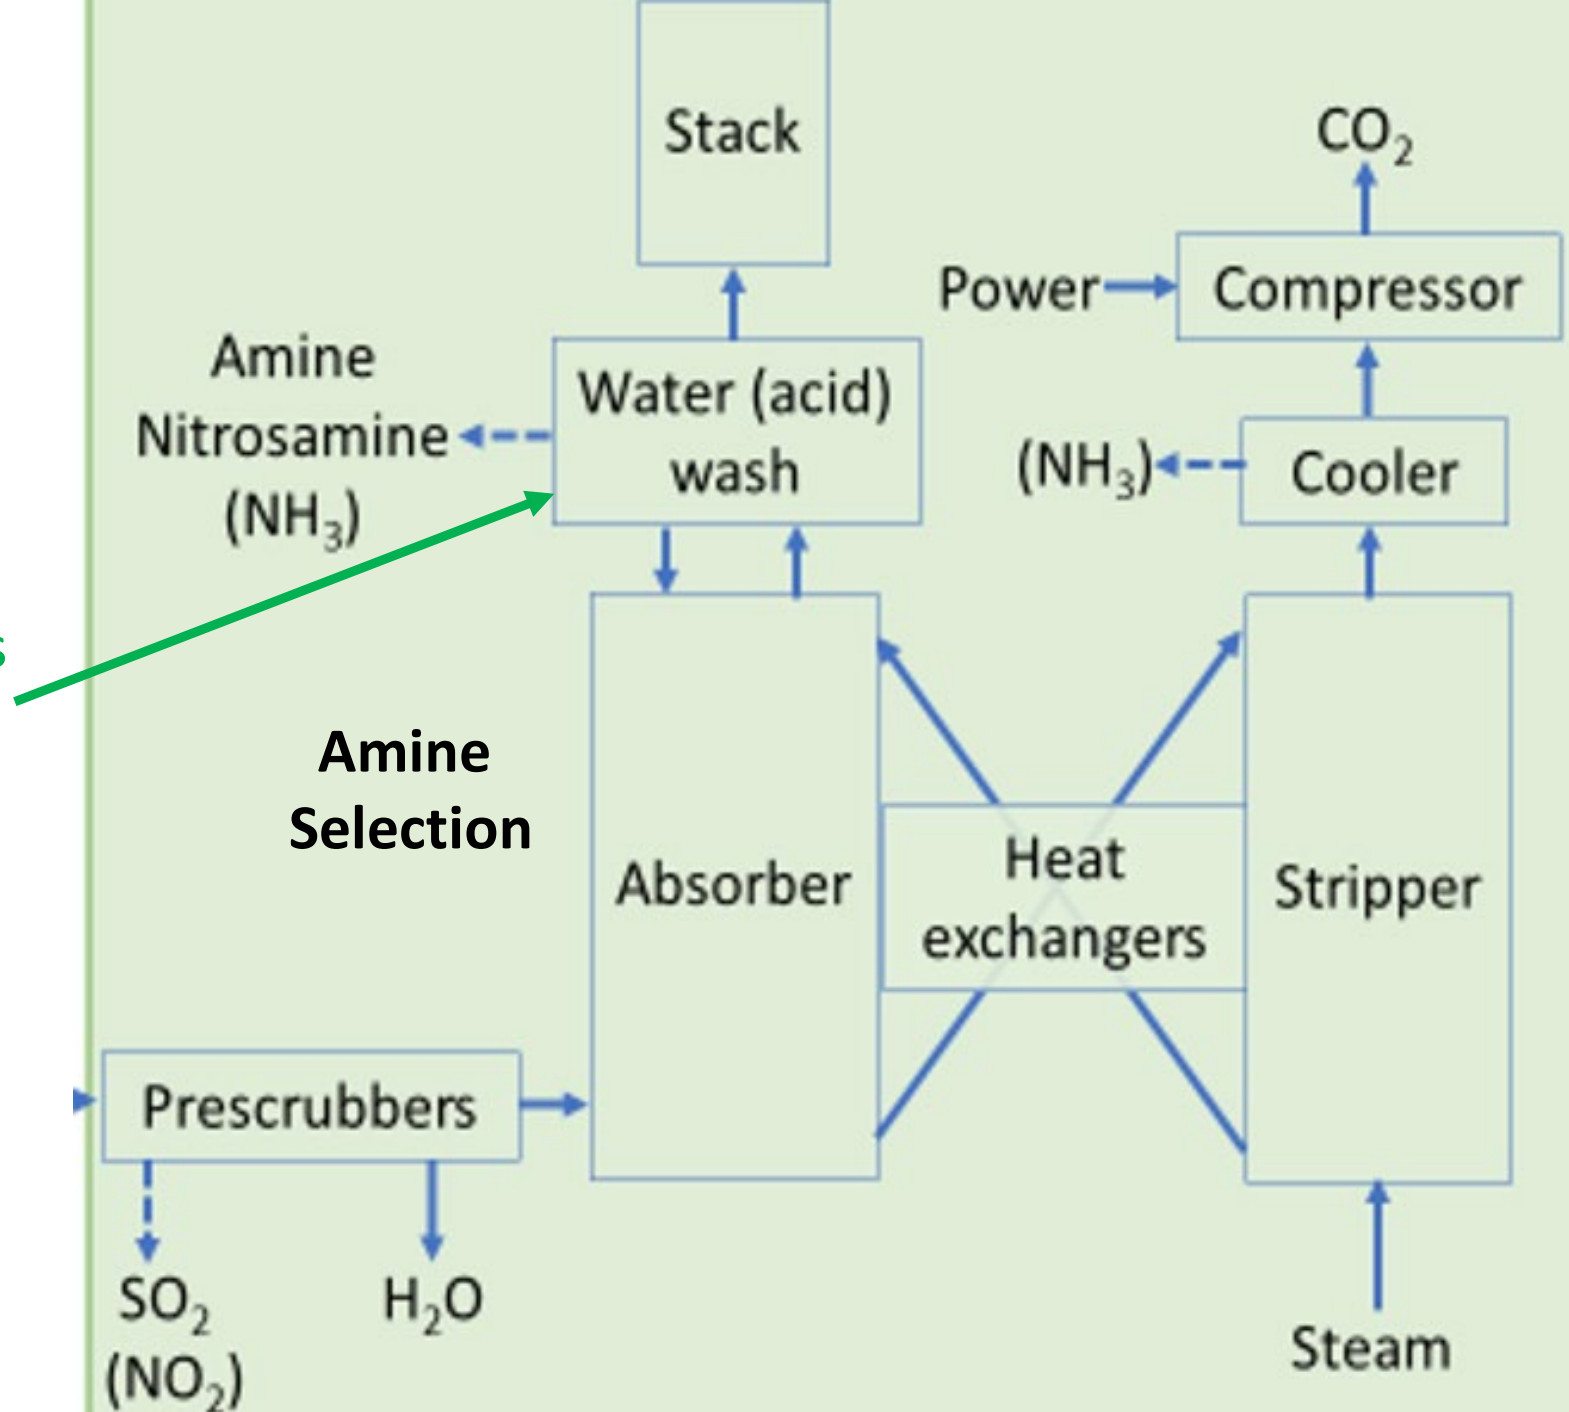 Stack
CO₂
Power
Compressor
Amine
Nitrosamine
(NH₃)
Water (acid)
wash
(NH₃)
Cooler
s
Amine
Selection
Absorber
Heat
exchangers
Stripper
Prescrubbers
SO₂
(NO₂)
H₂O
Steam